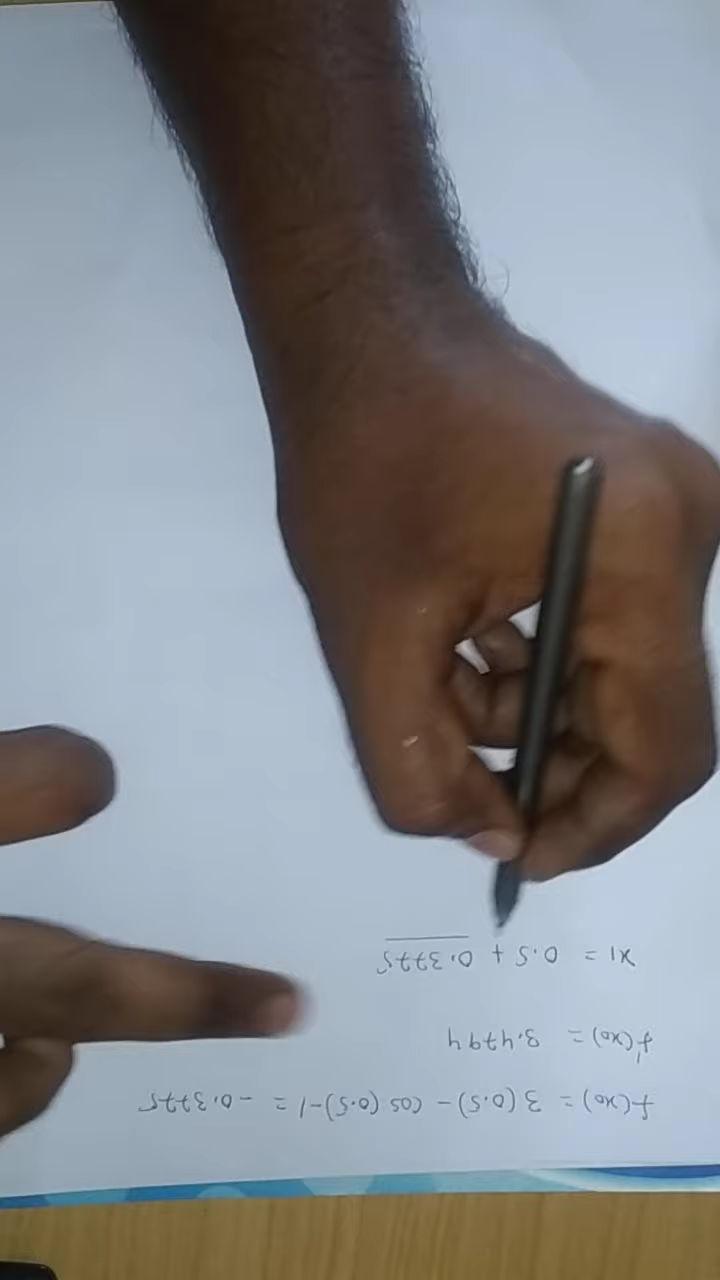 f(x0) = 3(0.5) - cos(0.5)-1 = -0.3775
f'(x0) = 3.4794
x1 = 0.5 + 0.3775